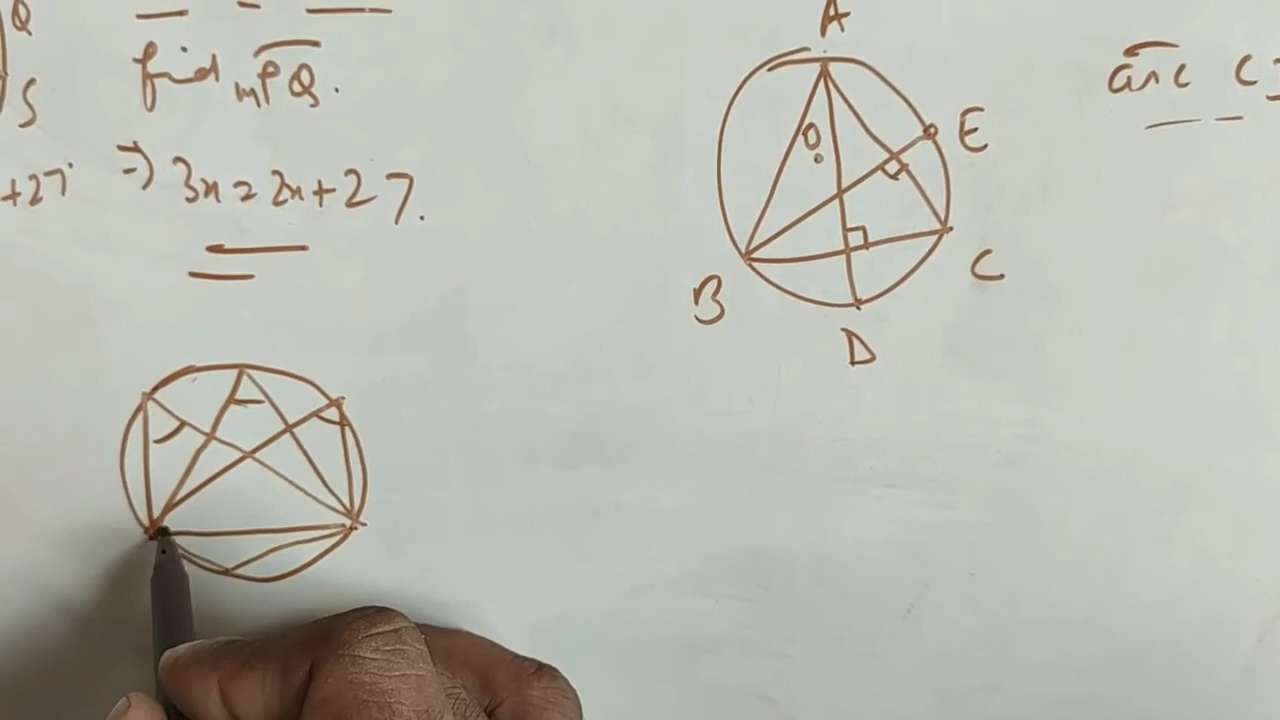 Q
find mPQ.
S
+27 => 3x = 2x + 27.
A
O
E
B
C
D
arc C